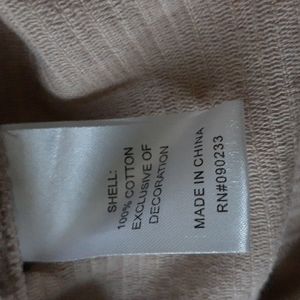 SHELL:
100% COTTON
EXCLUSIVE OF
DECORATION
MADE IN CHINA
RN#090233